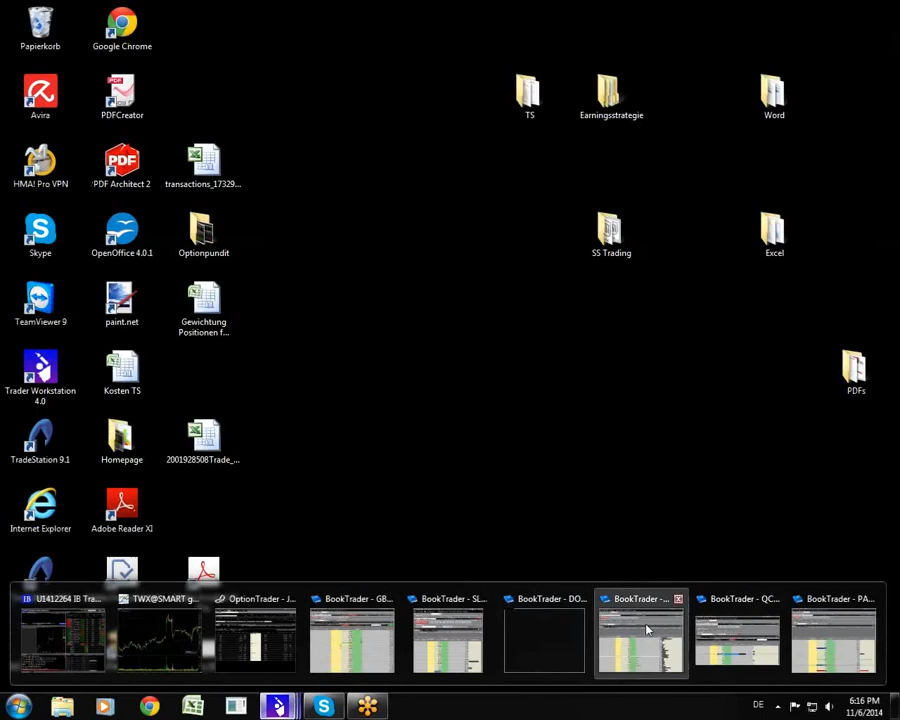 Papierkorb
Google Chrome
Avira
PDFCreator
TS
Earningsstrategie
Word
HMA! Pro VPN
PDF Architect 2
transactions_17329...
Skype
OpenOffice 4.0.1
Optionpundit
SS Trading
Excel
TeamViewer 9
paint.net
Gewichtung
Positionen f...
Trader Workstation
4.0
Kosten TS
PDFs
TradeStation 9.1
Homepage
2001928508Trade_...
Internet Explorer
Adobe Reader XI
U1412264 IB Tra...
TWX@SMART g...
OptionTrader - J...
BookTrader - GB...
BookTrader - SL...
BookTrader - DO...
BookTrader -...
BookTrader - QC...
BookTrader - PA...
DE
6:16 PM
11/6/2014